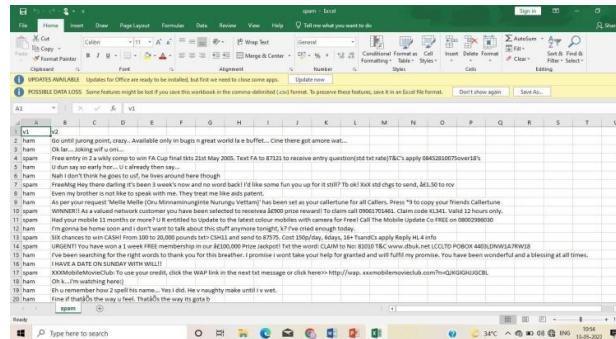 spam - Excel
Sign in
File Home Insert Draw Page Layout Formulas Data Review View Help Tell me what you want to do Share
Cut
Copy
Format Painter
Clipboard
Calibri 11
Font
Wrap Text
Merge & Center
Alignment
General
Number
Conditional Formatting Format as Table Cell Styles
Styles
Insert Delete Format
Cells
AutoSum
Fill
Clear
Sort & Filter Find & Select
Editing
UPDATES AVAILABLE Updates for Office are ready to be installed, but first we need to close some apps. Update now
POSSIBLE DATA LOSS Some features might be lost if you save this workbook in the comma-delimited (.csv) format. To preserve these features, save it in an Excel file format. Don't show again Save As...
A1 fx v1
A B C D E F G H I J K L M N O P Q R S T
1 v1 v2
2 ham Go until jurong point, crazy.. Available only in bugis n great world la e buffet... Cine there got amore wat...
3 ham Ok lar... Joking wif u oni...
4 spam Free entry in 2 a wkly comp to win FA Cup final tkts 21st May 2005. Text FA to 87121 to receive entry question(std txt rate)T&C's apply 08452810075over18's
5 ham U dun say so early hor... U c already then say...
6 ham Nah I don't think he goes to usf, he lives around here though
7 spam FreeMsg Hey there darling it's been 3 week's now and no word back! I'd like some fun you up for it still? Tb ok! XxX std chgs to send, å£1.50 to rcv
8 ham Even my brother is not like to speak with me. They treat me like aids patent.
9 ham As per your request 'Melle Melle (Oru Minnaminunginte Nurungu Vettam)' has been set as your callertune for all Callers. Press *9 to copy your friends Callertune
10 spam WINNER!! As a valued network customer you have been selected to receivea å£900 prize reward! To claim call 09061701461. Claim code KL341. Valid 12 hours only.
11 spam Had your mobile 11 months or more? U R entitled to Update to the latest colour mobiles with camera for Free! Call The Mobile Update Co FREE on 08002986030
12 ham I'm gonna be home soon and i don't want to talk about this stuff anymore tonight, k? I've cried enough today.
13 spam SIX chances to win CASH! From 100 to 20,000 pounds txt> CSH11 and send to 87575. Cost 150p/day, 6days, 16+ TsandCs apply Reply HL 4 info
14 spam URGENT! You have won a 1 week FREE membership in our å£100,000 Prize Jackpot! Txt the word: CLAIM to No: 81010 T&C www.dbuk.net LCCLTD POBOX 4403LDNW1A7RW18
15 ham I've been searching for the right words to thank you for this breather. I promise i wont take your help for granted and will fulfil my promise. You have been wonderful and a blessing at all times.
16 ham I HAVE A DATE ON SUNDAY WITH WILL!!
17 spam XXXMobileMovieClub: To use your credit, click the WAP link in the next txt message or click here>> http://wap. xxxmobilemovieclub.com?n=QJKGIGHJJGCBL
18 ham Oh k...i'm watching here:)
19 ham Eh u remember how 2 spell his name... Yes i did. He v naughty make until i v wet.
20 ham Fine if thatåÕs the way u feel. ThatåÕs the way its gota b
spam
Ready
Type here to search
34°C
ENG
10:54
13-05-2022